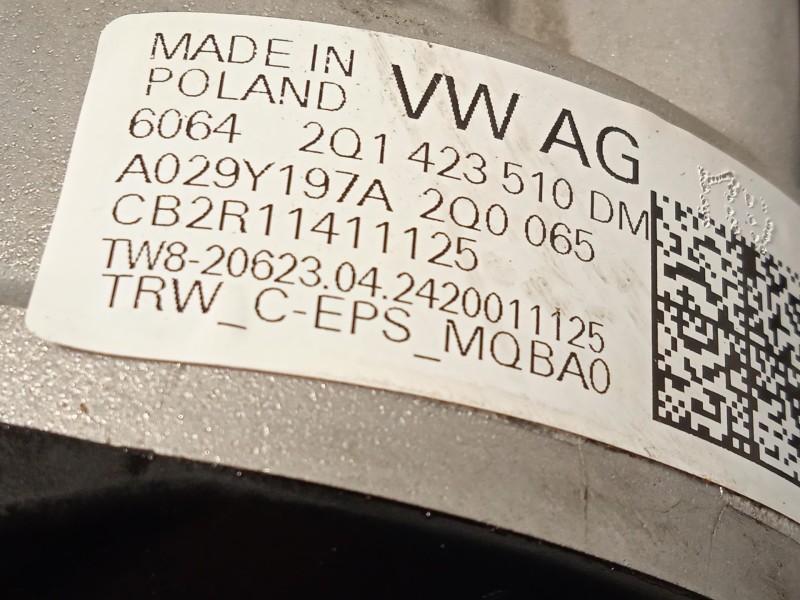 MADE IN
POLAND VW AG
6064 2Q1 423 510 DM
A029Y197A 2Q0 065
CB2R11411125
TW8-20623.04.2420011125
TRW_C-EPS_MQBA0